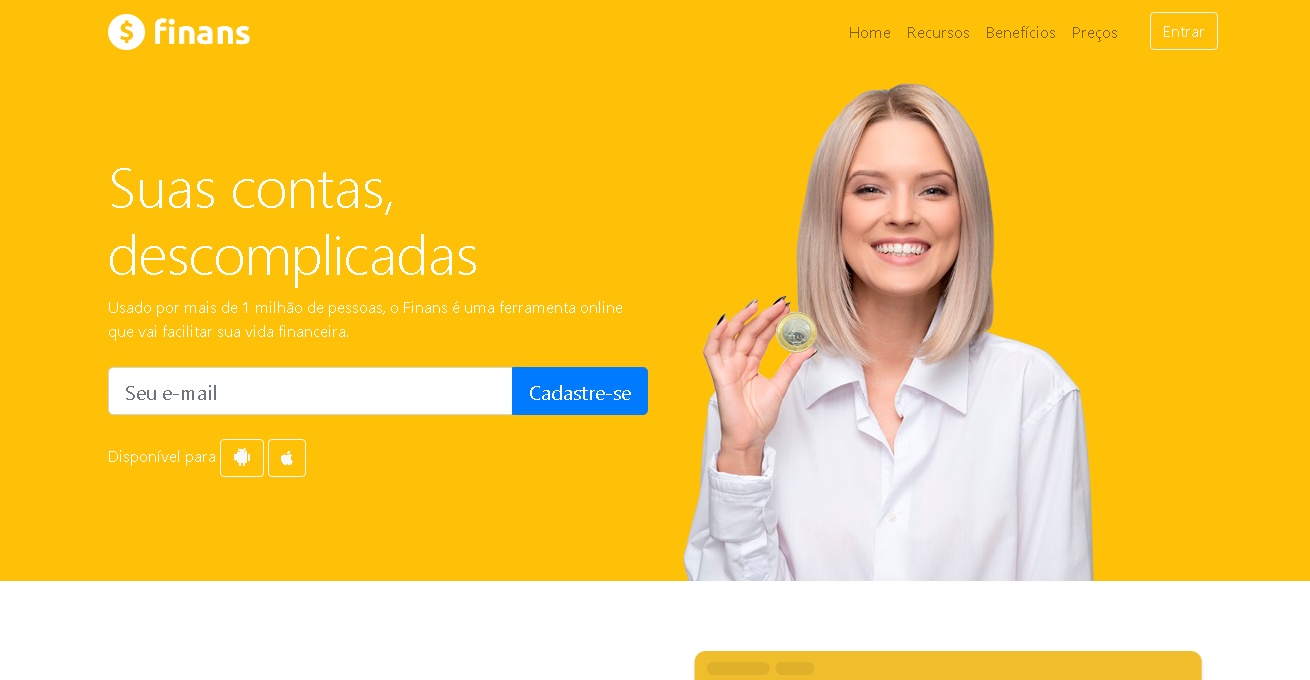 finans
Home Recursos Benefícios Preços Entrar
Suas contas,
descomplicadas
Usado por mais de 1 milhão de pessoas, o Finans é uma ferramenta online
que vai facilitar sua vida financeira.
Seu e-mail Cadastre-se
Disponível para